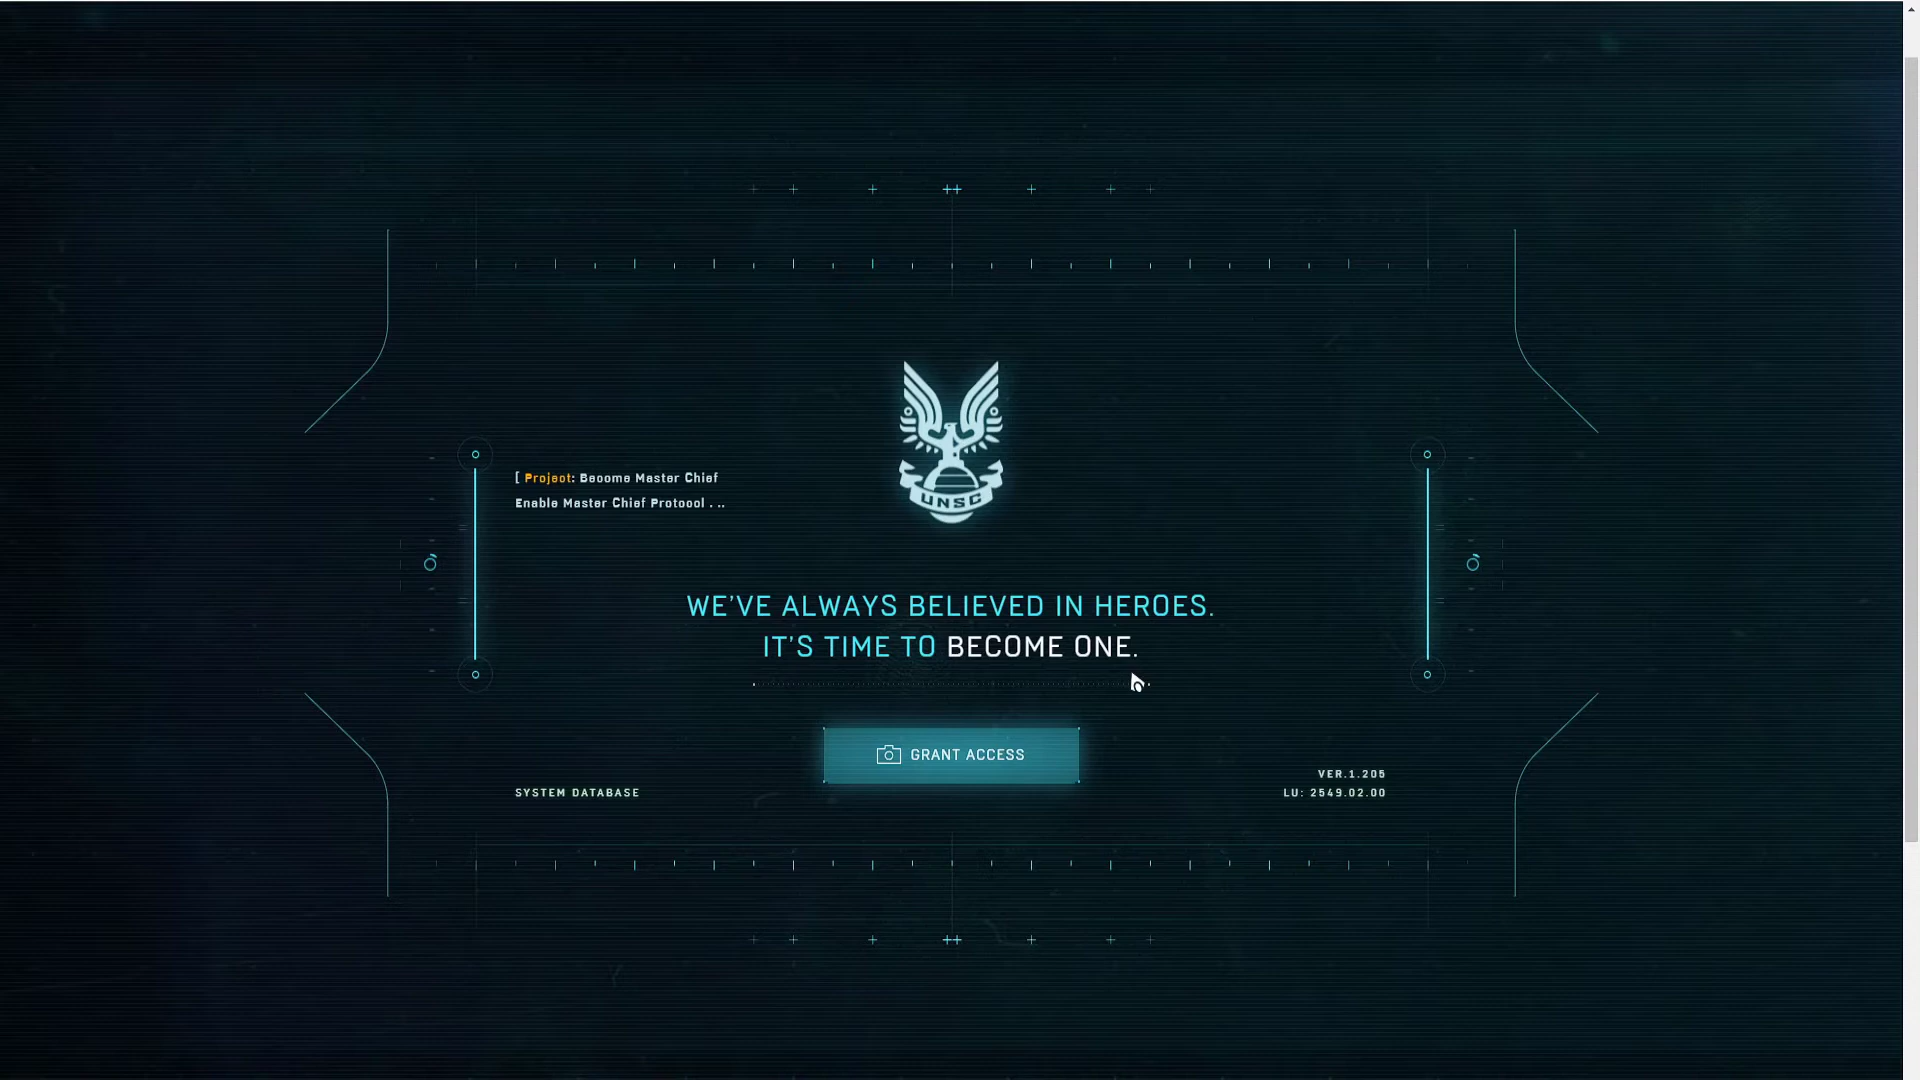 [ Project: Become Master Chief
Enable Master Chief Protocol . ..
UNSC
WE'VE ALWAYS BELIEVED IN HEROES.
IT'S TIME TO BECOME ONE.
GRANT ACCESS
SYSTEM DATABASE
VER.1.205
LU: 2549.02.00